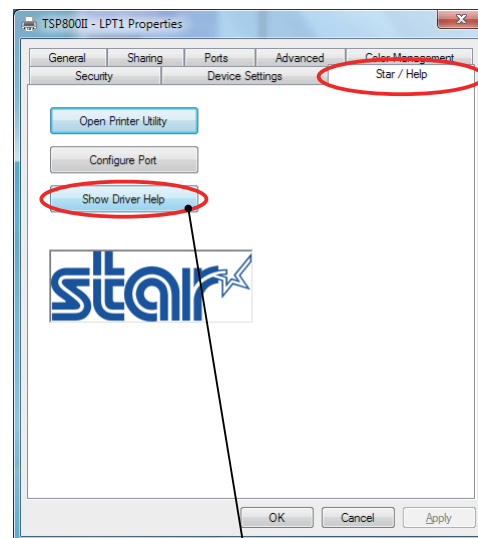 TSP800II - LPT1 Properties
X
General Sharing Ports Advanced Color Management
Security Device Settings Star / Help
Open Printer Utility
Configure Port
Show Driver Help
star
OK Cancel Apply